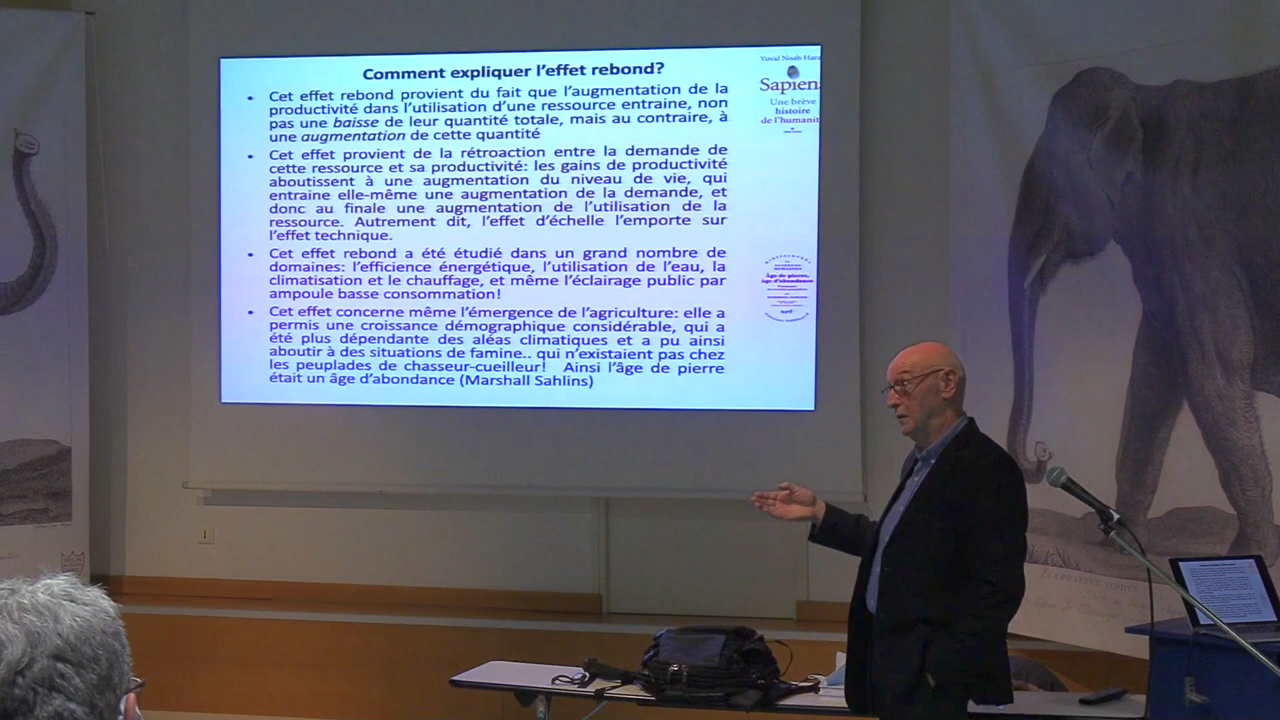 Comment expliquer l'effet rebond?
• Cet effet rebond provient du fait que l'augmentation de la
productivité dans l'utilisation d'une ressource entraine, non
pas une baisse de leur quantité totale, mais au contraire, à
une augmentation de cette quantité
• Cet effet provient de la rétroaction entre la demande de
cette ressource et sa productivité: les gains de productivité
aboutissent à une augmentation du niveau de vie, qui
entraine elle-même une augmentation de la demande, et
donc au finale une augmentation de l'utilisation de la
ressource. Autrement dit, l'effet d'échelle l'emporte sur
l'effet technique.
• Cet effet rebond a été étudié dans un grand nombre de
domaines: l'efficience énergétique, l'utilisation de l'eau, la
climatisation et le chauffage, et même l'éclairage public par
ampoule basse consommation!
• Cet effet concerne même l'émergence de l'agriculture: elle a
permis une croissance démographique considérable, qui a
été plus dépendante des aléas climatiques et a pu ainsi
aboutir à des situations de famine.. qui n'existaient pas chez
les peuplades de chasseur-cueilleur! Ainsi l'âge de pierre
était un âge d'abondance (Marshall Sahlins)
Yuval Noah Hara
Sapien
Une brève
histoire
de l'humanit
Âge de pierre,
âge d'abondance
nrf